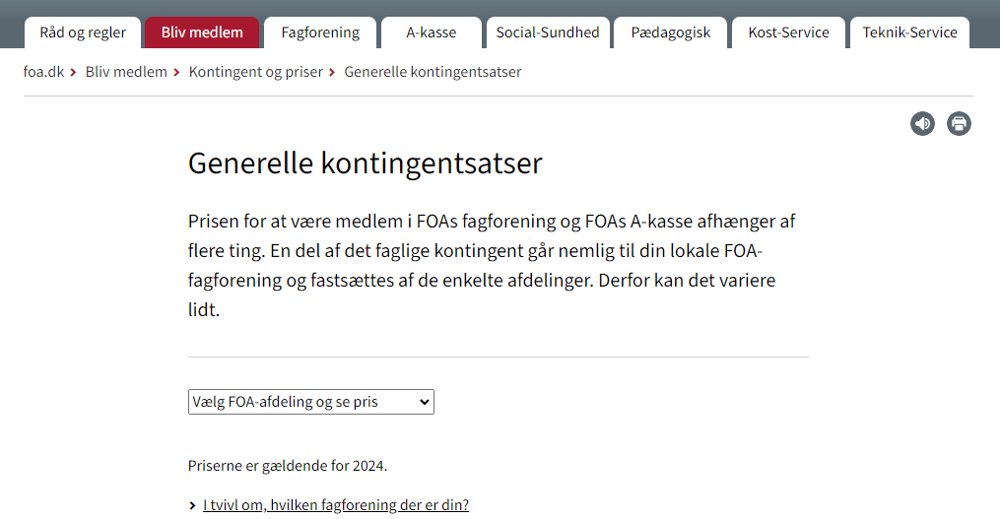 Råd og regler Bliv medlem Fagforening A-kasse Social-Sundhed Pædagogisk Kost-Service Teknik-Service
foa.dk Bliv medlem Kontingent og priser Generelle kontingentsatser
Generelle kontingentsatser
Prisen for at være medlem i FOAs fagforening og FOAs A-kasse afhænger af
flere ting. En del af det faglige kontingent går nemlig til din lokale FOA-
fagforening og fastsættes af de enkelte afdelinger. Derfor kan det variere
lidt.
Vælg FOA-afdeling og se pris
Priserne er gældende for 2024.
I tvivl om, hvilken fagforening der er din?